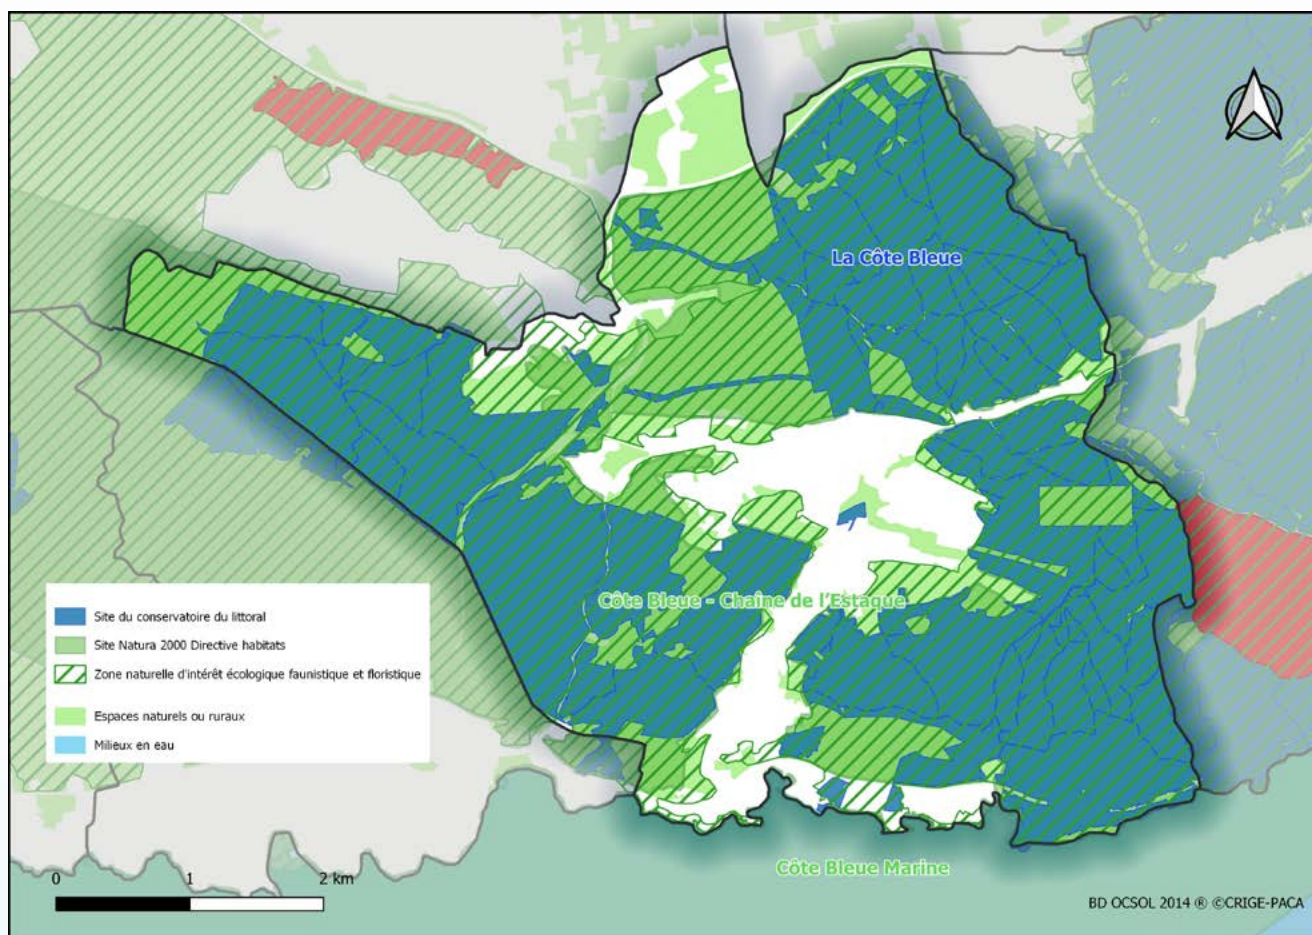 La Côte Bleue
Côte Bleue - Chaîne de l'Estaque
Site du conservatoire du littoral
Site Natura 2000 Directive habitats
Zone naturelle d'intérêt écologique faunistique et floristique
Espaces naturels ou ruraux
Milieux en eau
Côte Bleue Marine
0 1 2 km
BD OCSOL 2014 ® ©CRIGE-PACA